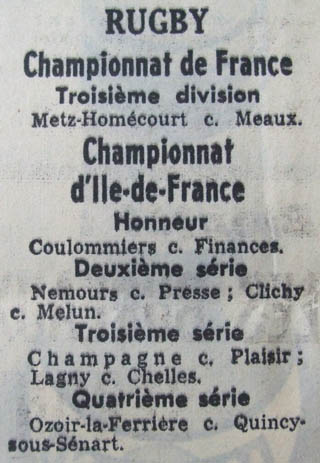 RUGBY
Championnat de France
Troisième division
Metz-Homécourt c. Meaux.
Championnat
d'Ile-de-France
Honneur
Coulommiers c. Finances.
Deuxième série
Nemours c. Presse ; Clichy
c. Melun.
Troisième série
Champagne c. Plaisir ;
Lagny c. Chelles.
Quatrième série
Ozoir-la-Ferrière c. Quincy-
sous-Sénart.